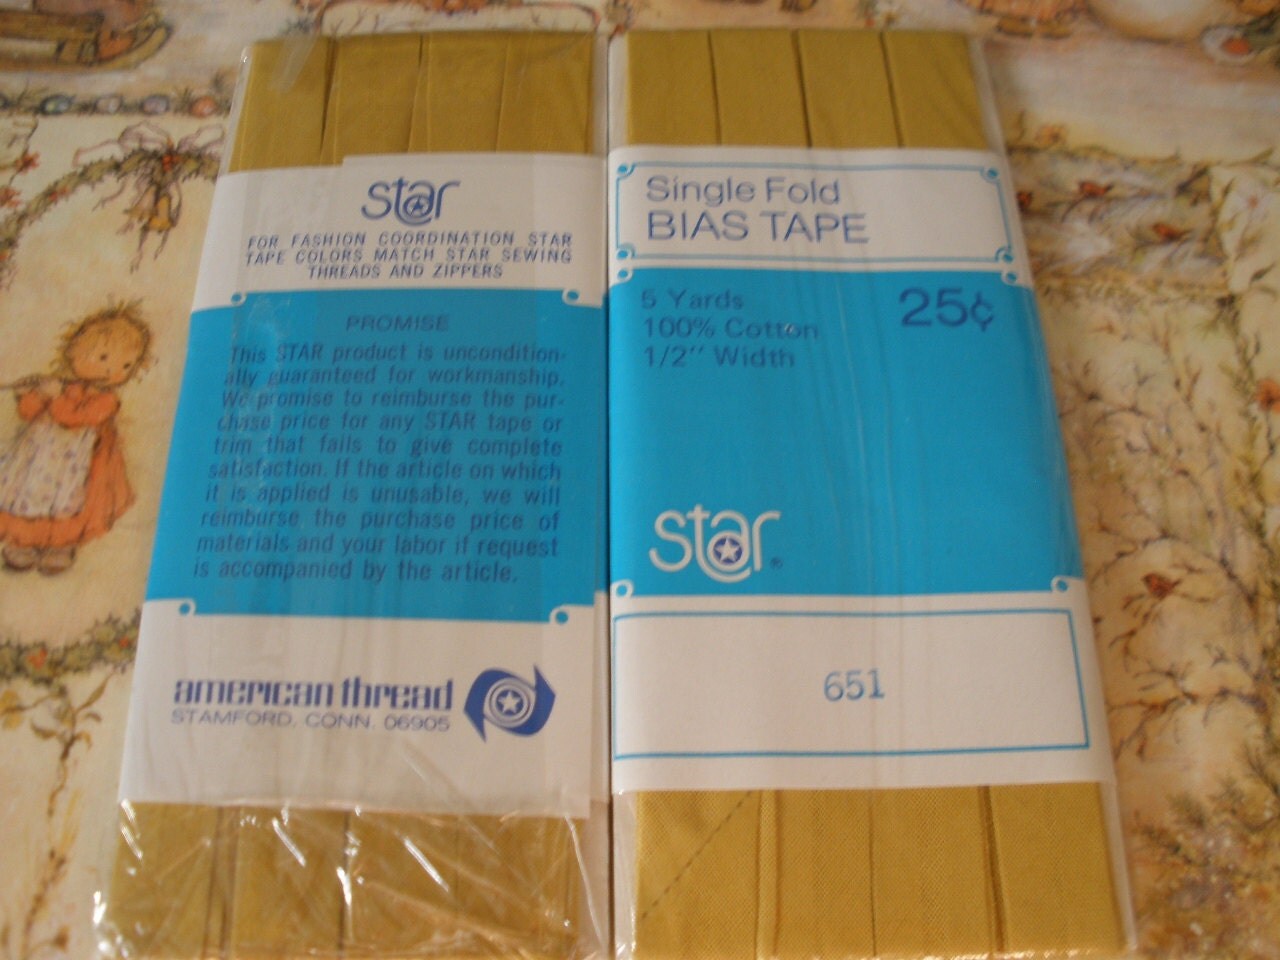 star
FOR FASHION COORDINATION STAR
TAPE COLORS MATCH STAR SEWING
THREADS AND ZIPPERS
PROMISE
This STAR product is uncondition-
ally guaranteed for workmanship.
We promise to reimburse the pur-
chase price for any STAR tape or
trim that fails to give complete
satisfaction. If the article on which
it is applied is unusable, we will
reimburse the purchase price of
materials and your labor if request
is accompanied by the article.
american thread
STAMFORD, CONN. 06905
Single Fold
BIAS TAPE
5 Yards
100% Cotton
1/2" Width
25¢
star®
651